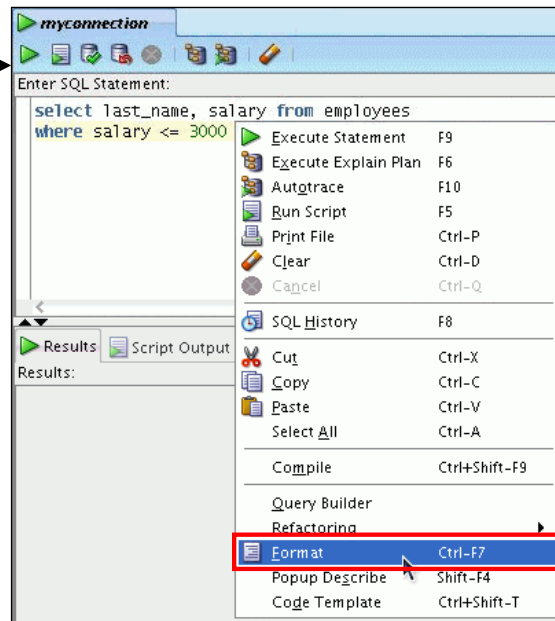 myconnection
Enter SQL Statement:
select last_name, salary from employees
where salary <= 3000
Execute Statement F9
Execute Explain Plan F6
Autotrace F10
Run Script F5
Print File Ctrl-P
Clear Ctrl-D
Cancel Ctrl-Q
SQL History F8
Results Script Output
Cut Ctrl-X
Results:
Copy Ctrl-C
Paste Ctrl-V
Select All Ctrl-A
Compile Ctrl+Shift-F9
Query Builder
Refactoring
Format Ctrl-F7
Popup Describe Shift-F4
Code Template Ctrl+Shift-T